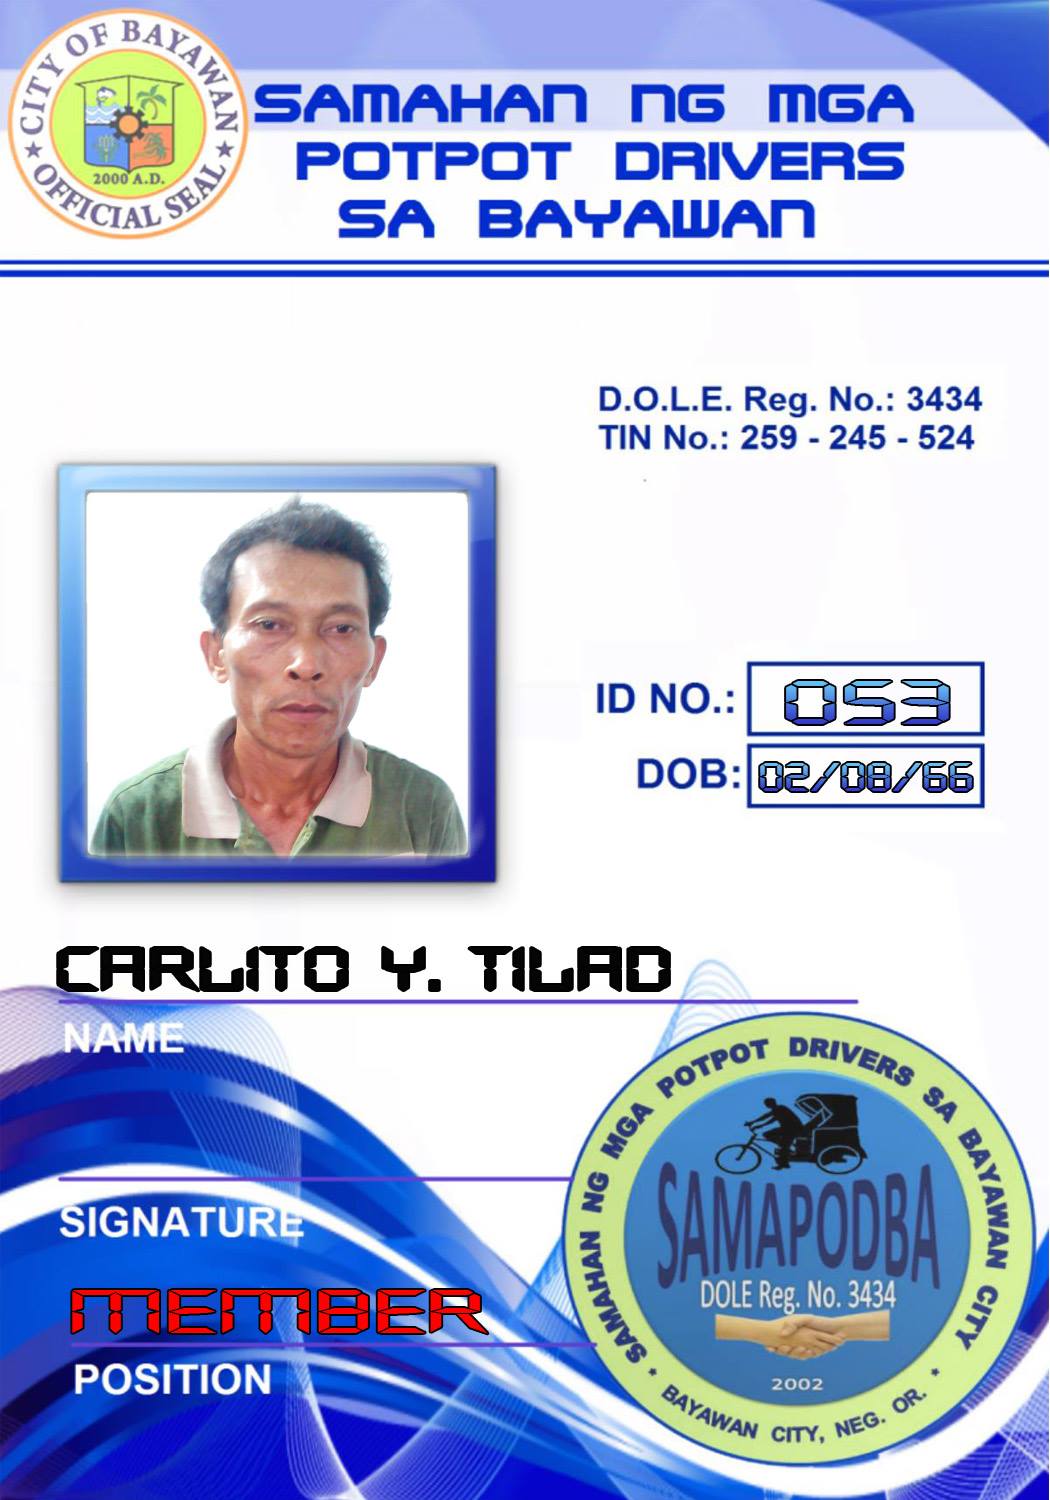 CITY OF BAYAWAN
2000 A.D.
★ OFFICIAL SEAL ★
SAMAHAN NG MGA
POTPOT DRIVERS
SA BAYAWAN
D.O.L.E. Reg. No.: 3434
TIN No.: 259 - 245 - 524
ID NO.: 053
DOB: 02/08/66
CARLITO Y. TILAD
NAME
SIGNATURE
MEMBER
POSITION
SAMAHAN NG MGA POTPOT DRIVERS SA BAYAWAN CITY
SAMAPODBA
DOLE Reg. No. 3434
2002
* BAYAWAN CITY, NEG. OR. *